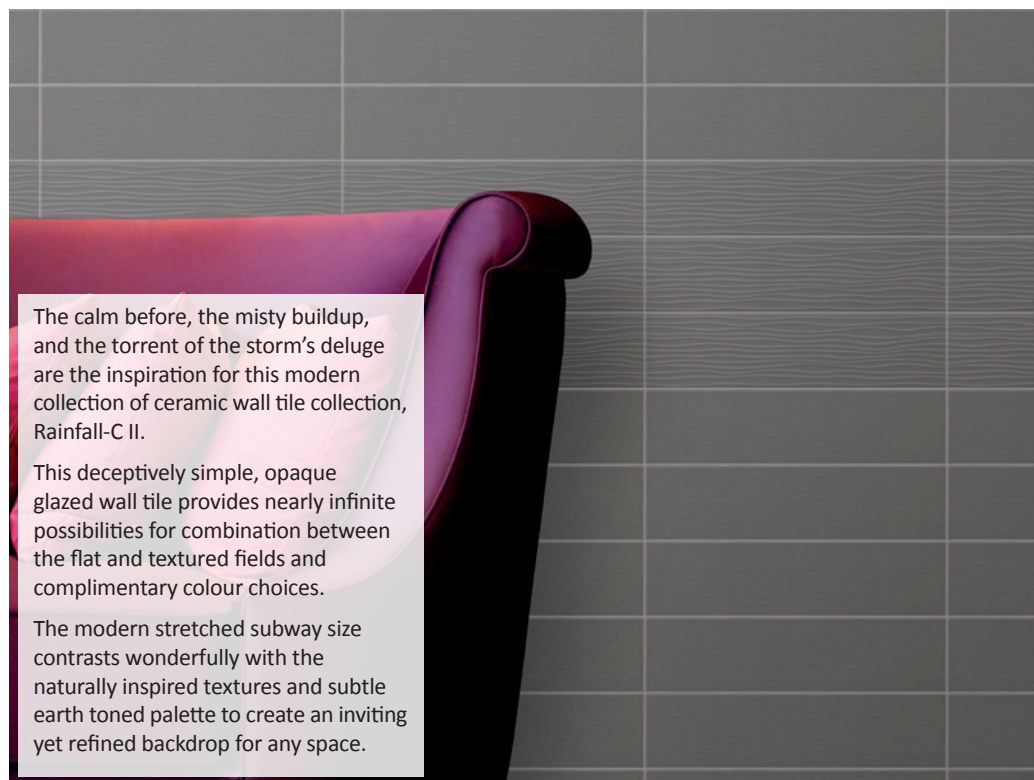 The calm before, the misty buildup,
and the torrent of the storm’s deluge
are the inspiration for this modern
collection of ceramic wall tile collection,
Rainfall-C II.
This deceptively simple, opaque
glazed wall tile provides nearly infinite
possibilities for combination between
the flat and textured fields and
complimentary colour choices.
The modern stretched subway size
contrasts wonderfully with the
naturally inspired textures and subtle
earth toned palette to create an inviting
yet refined backdrop for any space.